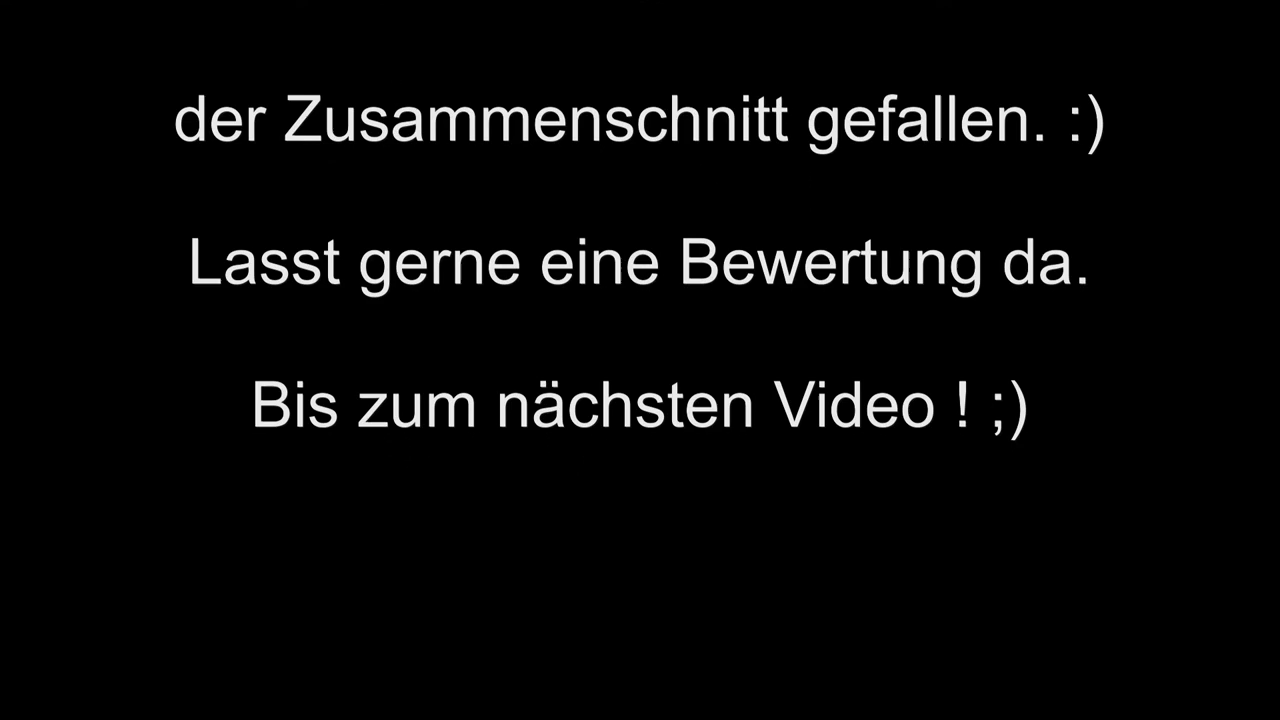 der Zusammenschnitt gefallen. :)
Lasst gerne eine Bewertung da.
Bis zum nächsten Video ! ;)